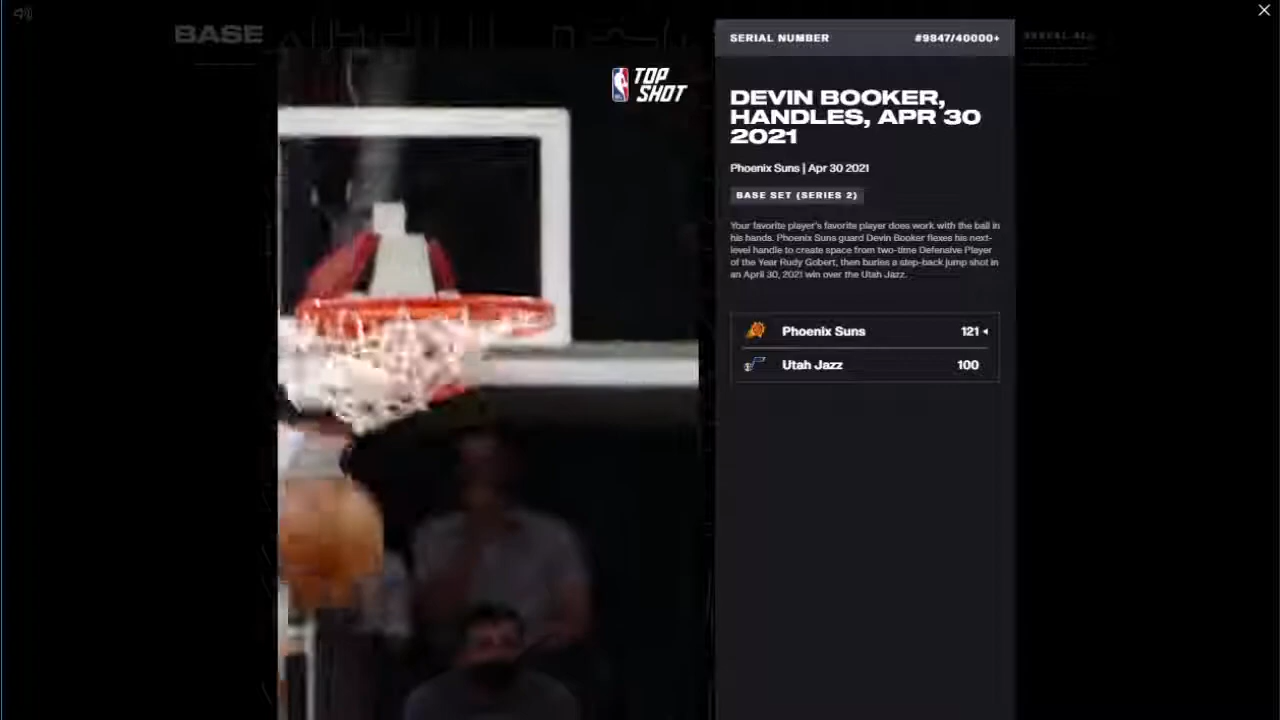 BASE
SERIAL NUMBER #9847/40000+
TOP SHOT
DEVIN BOOKER,
HANDLES, APR 30
2021
Phoenix Suns | Apr 30 2021
BASE SET (SERIES 2)
Your favorite player's favorite player does work with the ball in
his hands. Phoenix Suns guard Devin Booker flexes his next-
level handle to create space from two-time Defensive Player
of the Year Rudy Gobert, then buries a step-back jump shot in
an April 30, 2021 win over the Utah Jazz.
Phoenix Suns 121
Utah Jazz 100